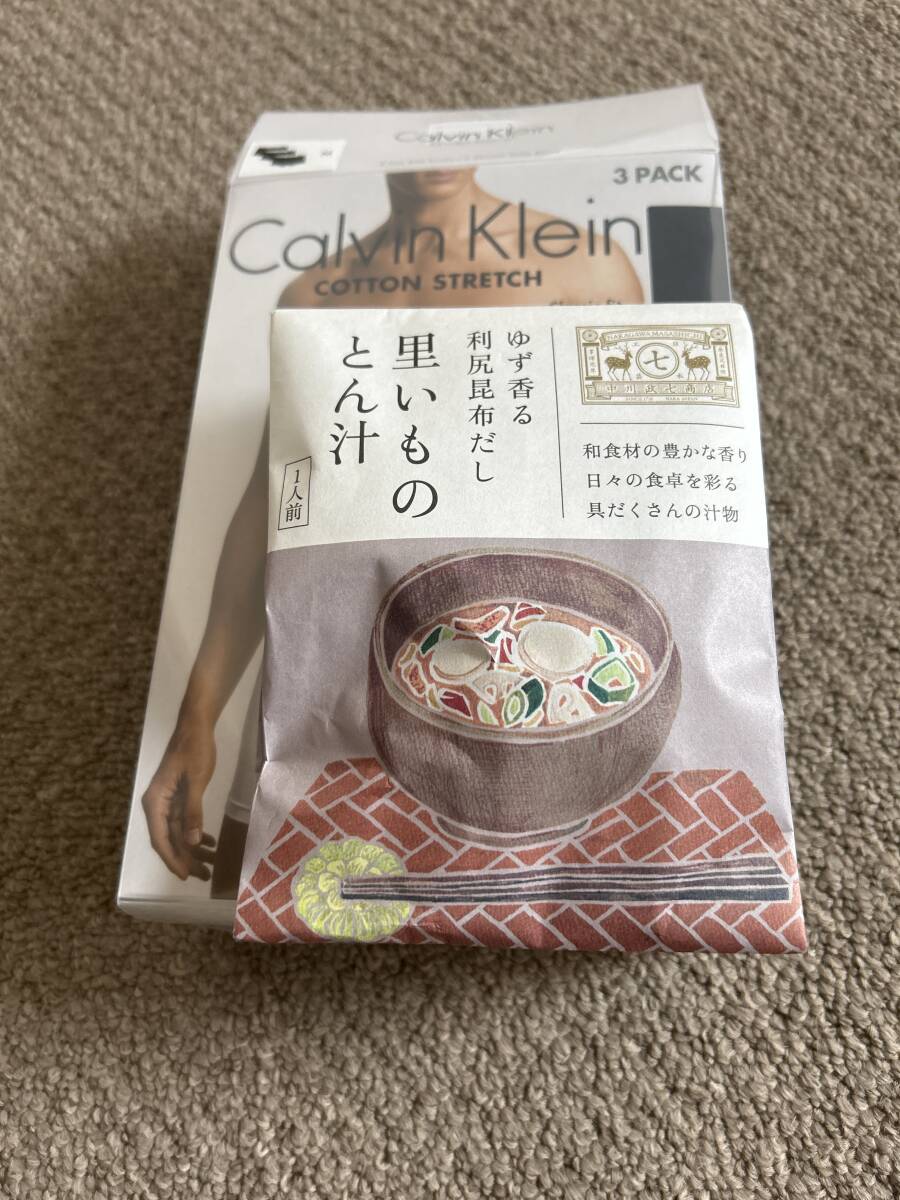 Calvin Klein
3 PACK
Calvin Klein
COTTON STRETCH
ゆず香る
利尻昆布だし
里いもの
とん汁
1人前
NAKAGAWA MASASHICHI
七
中川政七商店
和食材の豊かな香り
日々の食卓を彩る
具だくさんの汁物